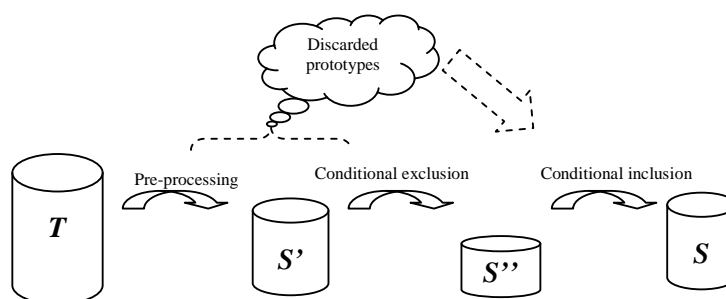 Discarded
prototypes
Pre-processing
Conditional exclusion
Conditional inclusion
T
S’
S’’
S